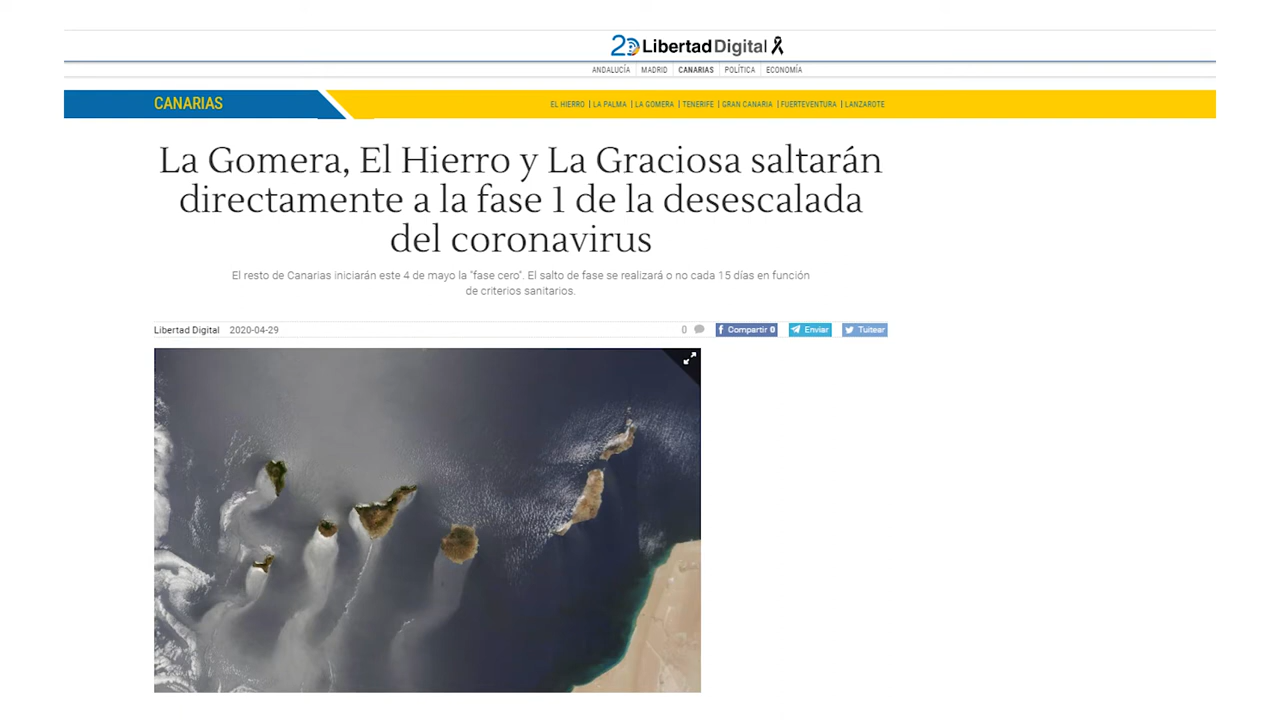 20 Libertad Digital
ANDALUCÍA MADRID CANARIAS POLÍTICA ECONOMÍA
CANARIAS
EL HIERRO | LA PALMA | LA GOMERA | TENERIFE | GRAN CANARIA | FUERTEVENTURA | LANZAROTE
La Gomera, El Hierro y La Graciosa saltarán
directamente a la fase 1 de la desescalada
del coronavirus
El resto de Canarias iniciarán este 4 de mayo la "fase cero". El salto de fase se realizará o no cada 15 días en función
de criterios sanitarios.
Libertad Digital 2020-04-29
0 Compartir 0 Enviar Tuitear